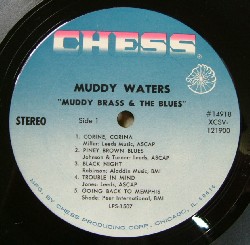 CHESS
MUDDY WATERS
"MUDDY BRASS & THE BLUES"
#14918
STEREO
Side 1
XCSV-
121900
1. CORINE, CORINA
Miller-Leeds Music, ASCAP
2. PINEY BROWN BLUES
Johnson & Turner-Leeds, ASCAP
3. BLACK NIGHT
Robinson; Aladdin Music, BMI
4. TROUBLE IN MIND
Jones; Leeds, ASCAP
5. GOING BACK TO MEMPHIS
Shade; Peer International, BMI
LPS-1507
MFG. BY CHESS PRODUCING CORP., CHICAGO, ILL. 60616